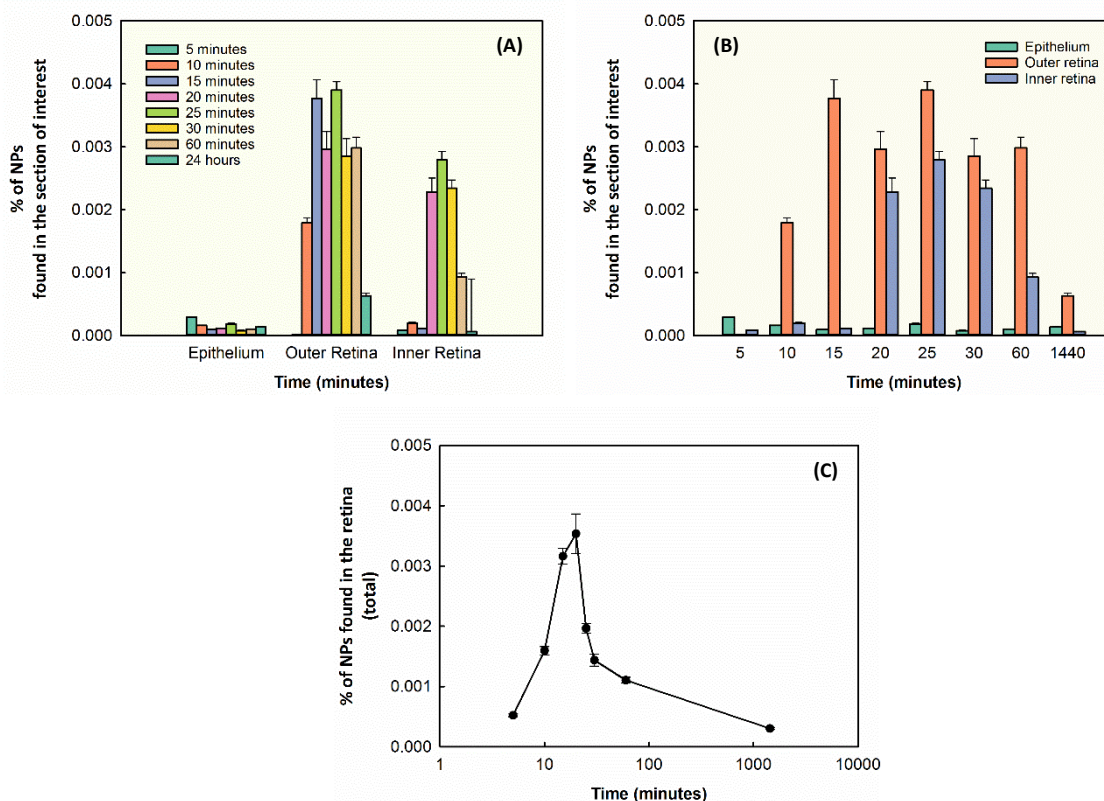 % of NPs
found in the section of interest
0.005
0.004
0.003
0.002
0.001
0.000
5 minutes
10 minutes
15 minutes
20 minutes
25 minutes
30 minutes
60 minutes
24 hours
(A)
Epithelium Outer Retina Inner Retina
Time (minutes)
% of NPs
found in the section of interest
0.005
0.004
0.003
0.002
0.001
0.000
(B)
Epithelium
Outer retina
Inner retina
5 10 15 20 25 30 60 1440
Time (minutes)
% of NPs found in the retina
(total)
0.005
0.004
0.003
0.002
0.001
0.000
(C)
1 10 100 1000 10000
Time (minutes)